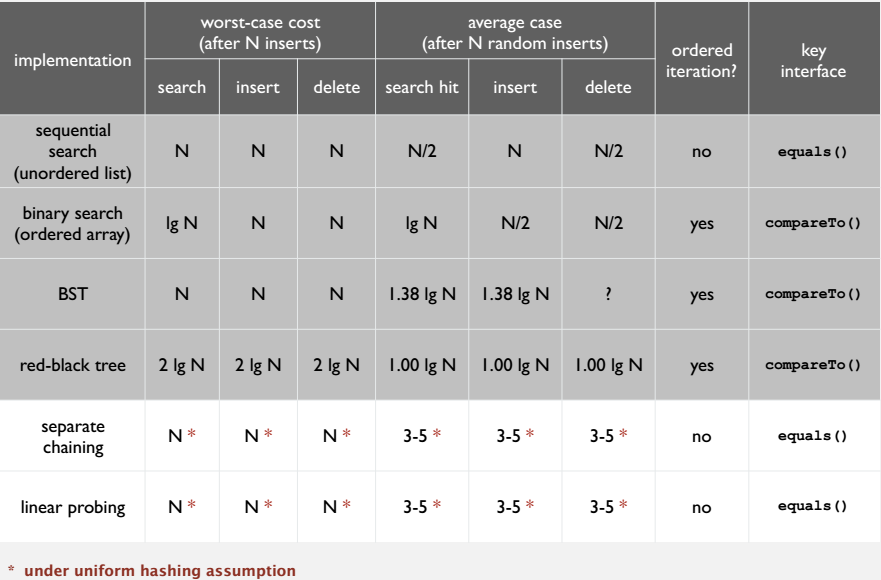 implementation
worst-case cost
(after N inserts)
average case
(after N random inserts)
ordered
iteration?
key
interface
search insert delete search hit insert delete
sequential
search
(unordered list)
N N N N/2 N N/2 no equals()
binary search
(ordered array)
lg N N N lg N N/2 N/2 yes compareTo()
BST N N N 1.38 lg N 1.38 lg N ? yes compareTo()
red-black tree 2 lg N 2 lg N 2 lg N 1.00 lg N 1.00 lg N 1.00 lg N yes compareTo()
separate
chaining
N * N * N * 3-5 * 3-5 * 3-5 * no equals()
linear probing N * N * N * 3-5 * 3-5 * 3-5 * no equals()
* under uniform hashing assumption